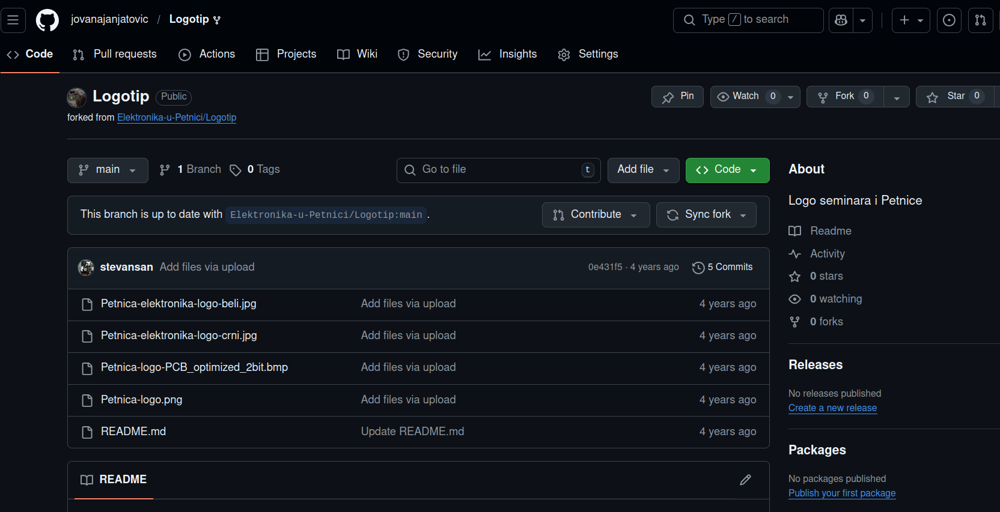 jovanajanjatovic / Logotip
Type / to search
Code Pull requests Actions Projects Wiki Security Insights Settings
Logotip Public
Pin Watch 0 Fork 0 Star 0
forked from Elektronika-u-Petnici/Logotip
main 1 Branch 0 Tags
Go to file t
Add file Code
About
Logo seminara i Petnice
This branch is up to date with Elektronika-u-Petnici/Logotip:main.
Contribute Sync fork
Readme
Activity
0 stars
0 watching
0 forks
stevansan Add files via upload 0e431f5 · 4 years ago 5 Commits
Petnica-elektronika-logo-beli.jpg Add files via upload 4 years ago
Petnica-elektronika-logo-crni.jpg Add files via upload 4 years ago
Petnica-logo-PCB_optimized_2bit.bmp Add files via upload 4 years ago
Petnica-logo.png Add files via upload 4 years ago
README.md Update README.md 4 years ago
Releases
No releases published
Create a new release
Packages
No packages published
Publish your first package
README